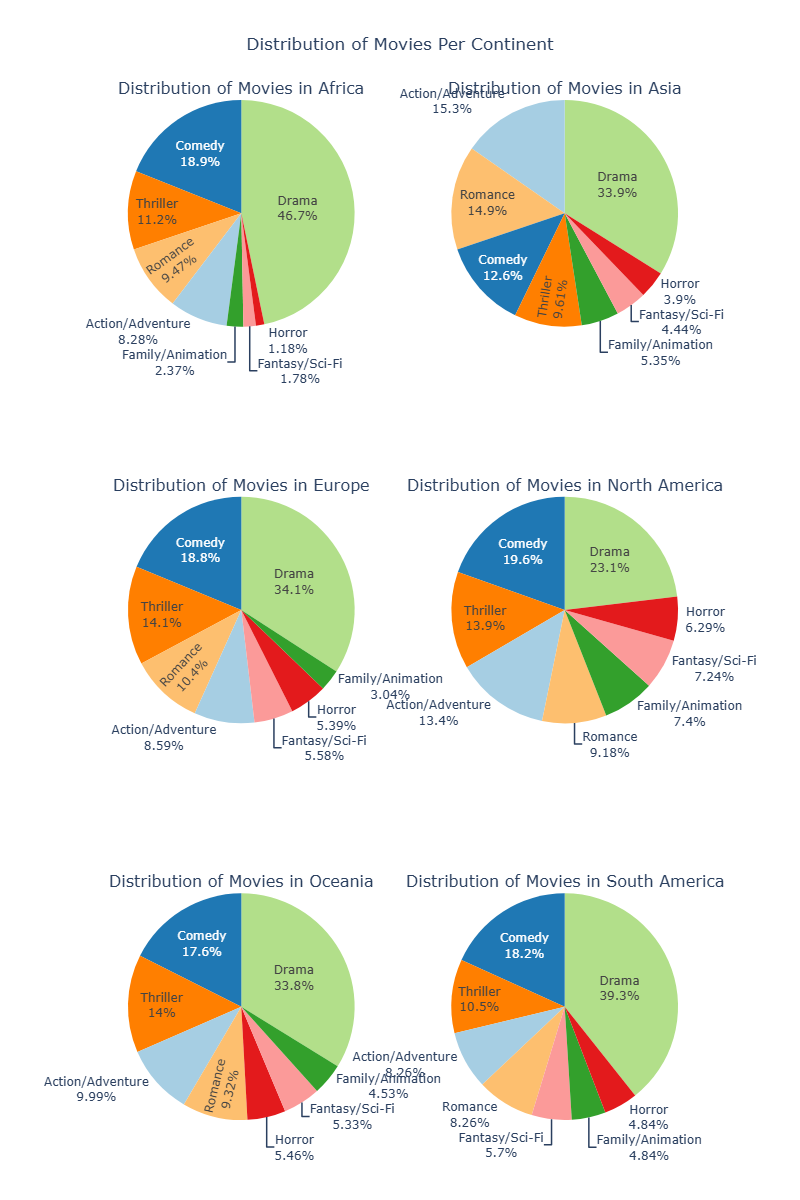 Distribution of Movies Per Continent
Distribution of Movies in Africa
Comedy
18.9%
Drama
46.7%
Thriller
11.2%
Romance
9.47%
Action/Adventure
8.28%
Family/Animation
2.37%
Horror
1.18%
Fantasy/Sci-Fi
1.78%
Distribution of Movies in Asia
Action/Adventure
15.3%
Drama
33.9%
Romance
14.9%
Comedy
12.6%
Thriller
9.61%
Horror
3.9%
Fantasy/Sci-Fi
4.44%
Family/Animation
5.35%
Distribution of Movies in Europe
Comedy
18.8%
Drama
34.1%
Thriller
14.1%
Romance
10.4%
Action/Adventure
8.59%
Family/Animation
3.04%
Horror
5.39%
Fantasy/Sci-Fi
5.58%
Distribution of Movies in North America
Comedy
19.6%
Drama
23.1%
Thriller
13.9%
Horror
6.29%
Fantasy/Sci-Fi
7.24%
Action/Adventure
13.4%
Family/Animation
7.4%
Romance
9.18%
Distribution of Movies in Oceania
Comedy
17.6%
Drama
33.8%
Thriller
14%
Action/Adventure
9.99%
Romance
9.32%
Family/Animation
4.53%
Fantasy/Sci-Fi
5.33%
Horror
5.46%
Distribution of Movies in South America
Comedy
18.2%
Drama
39.3%
Thriller
10.5%
Action/Adventure
8.26%
Romance
8.26%
Fantasy/Sci-Fi
5.7%
Horror
4.84%
Family/Animation
4.84%